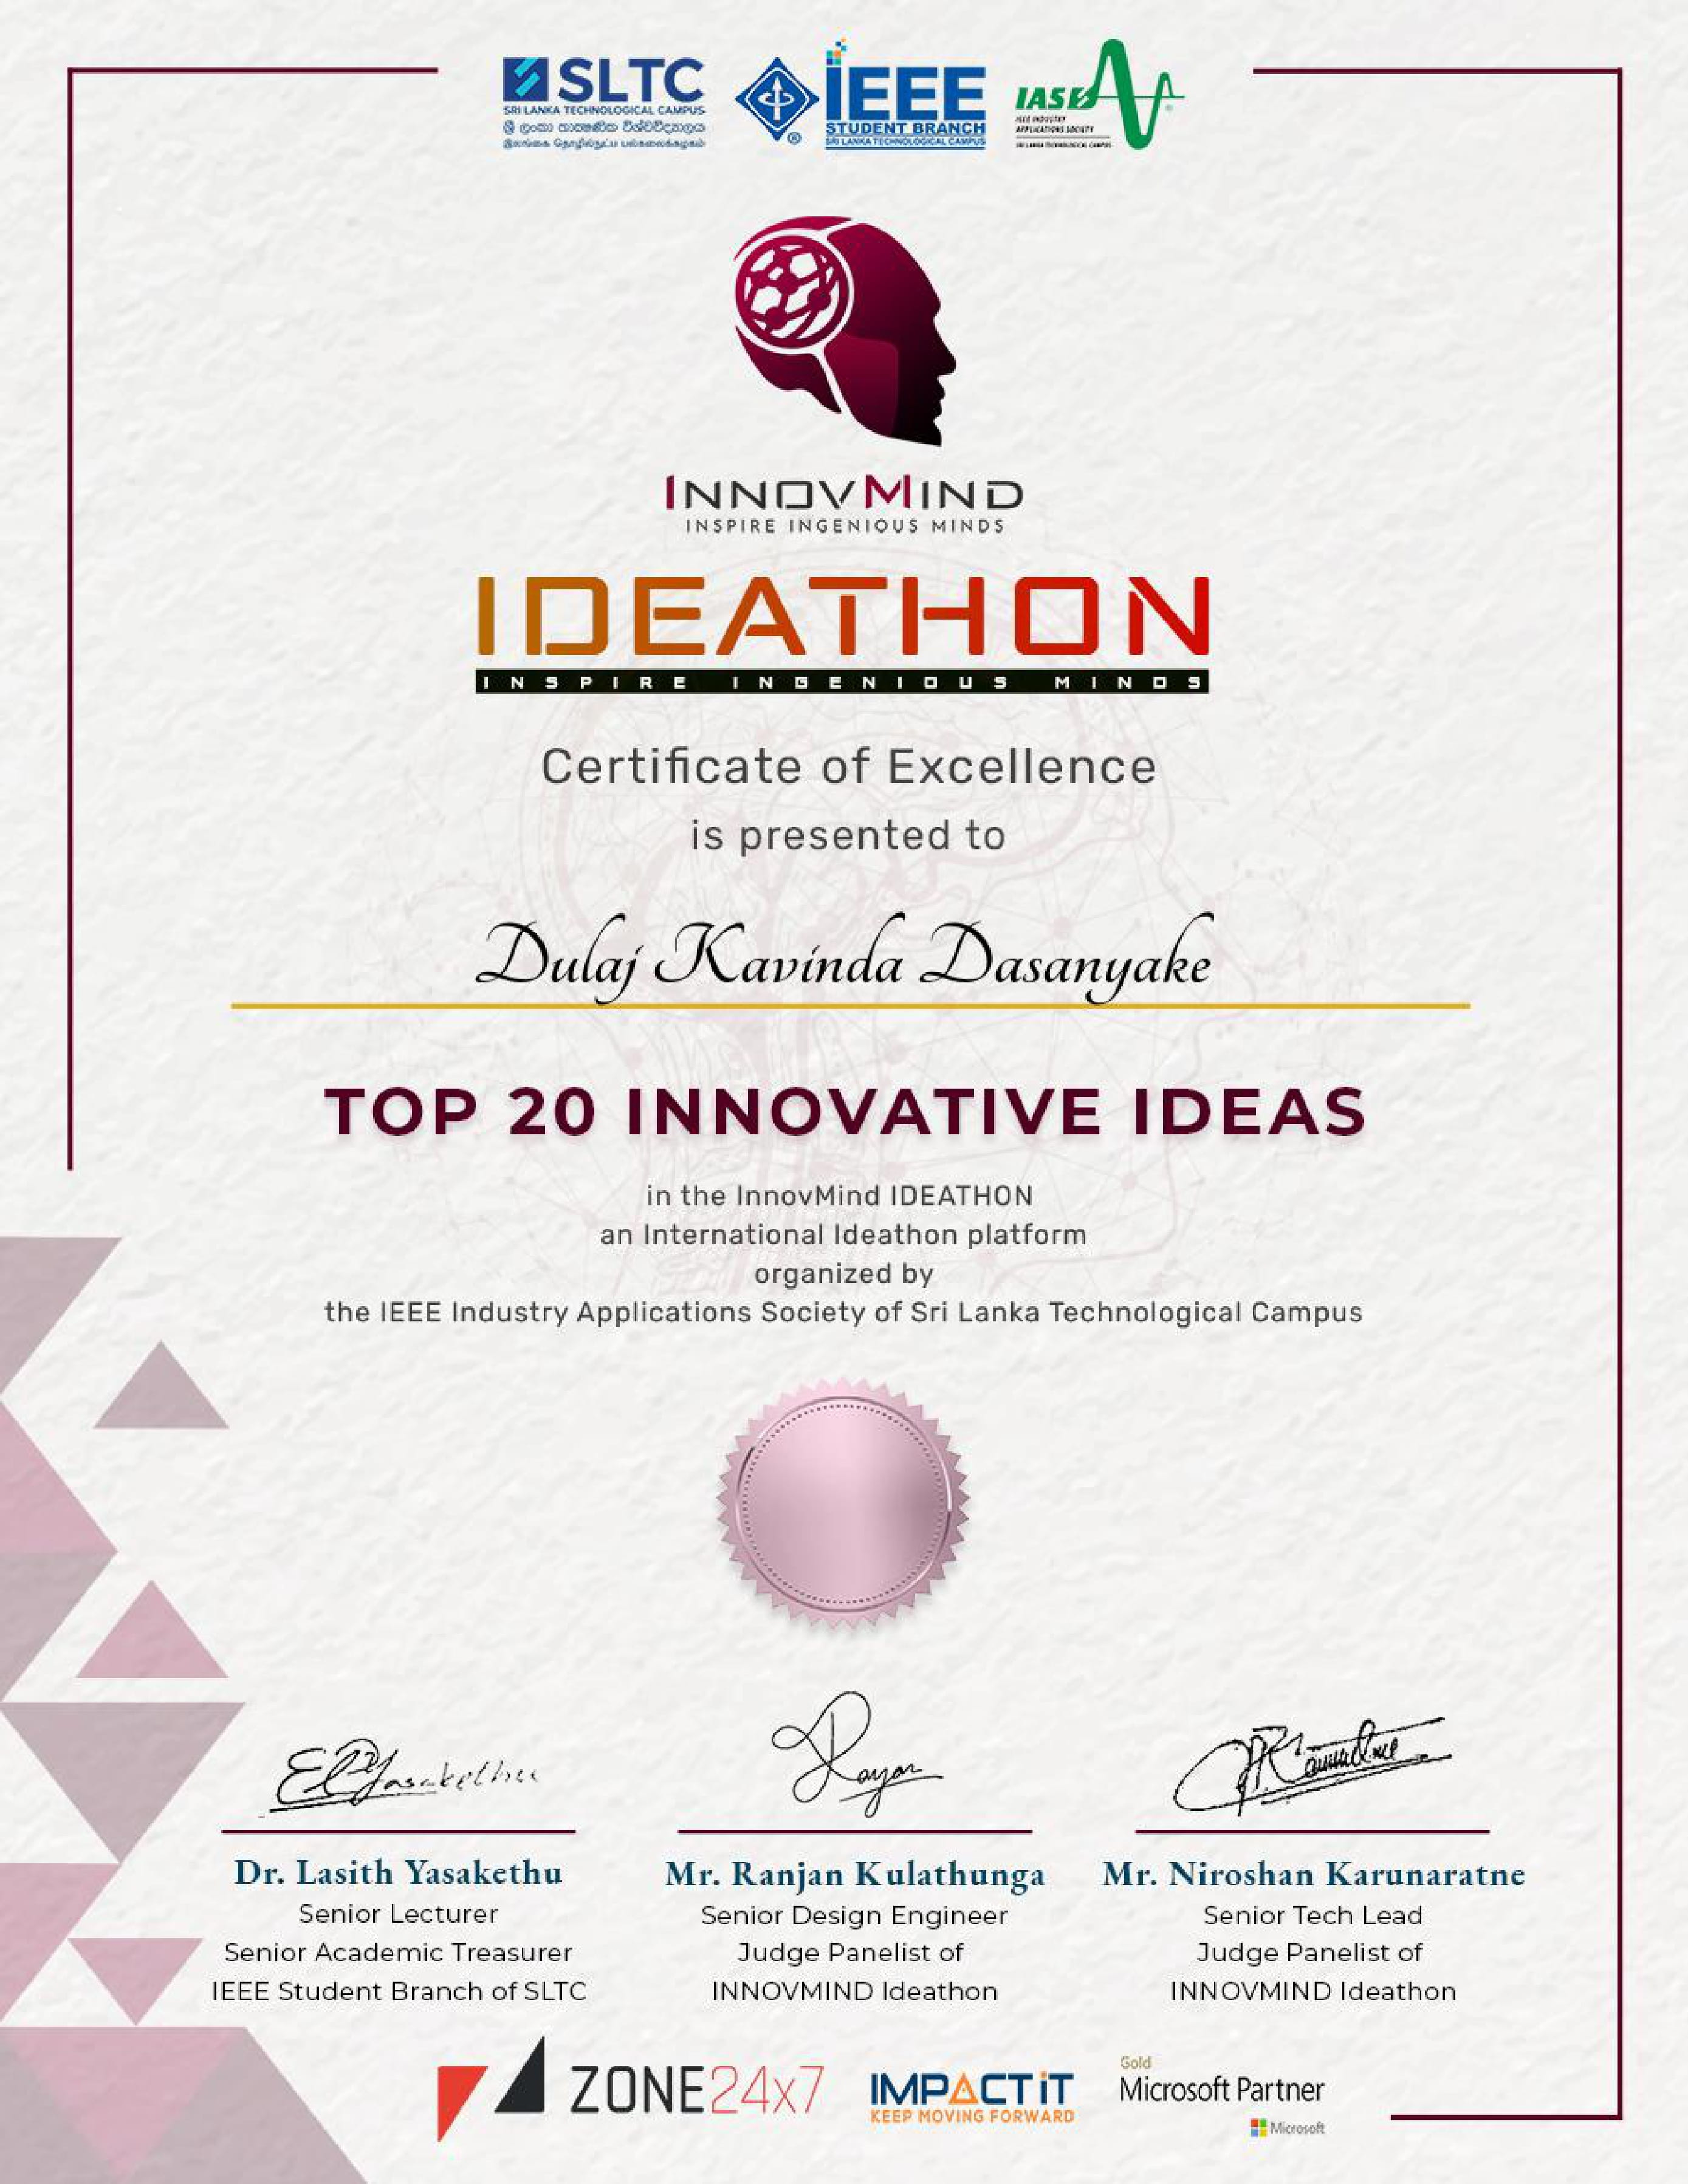 SLTC
SRI LANKA TECHNOLOGICAL CAMPUS
ශ්‍රී ලංකා තාක්ෂණික විශ්වවිද්‍යාලය
இலங்கை தொழில்நுட்ப பல்கலைக்கழகம்
IEEE
STUDENT BRANCH
SRI LANKA TECHNOLOGICAL CAMPUS
IAS
IEEE INDUSTRY
APPLICATIONS SOCIETY
SRI LANKA TECHNOLOGICAL CAMPUS
INNOVMIND
INSPIRE INGENIOUS MINDS
IDEATHON
INSPIRE INGENIOUS MINDS
Certificate of Excellence
is presented to
Dulaj Kavinda Dasanyake
TOP 20 INNOVATIVE IDEAS
in the InnovMind IDEATHON
an International Ideathon platform
organized by
the IEEE Industry Applications Society of Sri Lanka Technological Campus
Dr. Lasith Yasakethu
Senior Lecturer
Senior Academic Treasurer
IEEE Student Branch of SLTC
Mr. Ranjan Kulathunga
Senior Design Engineer
Judge Panelist of
INNOVMIND Ideathon
Mr. Niroshan Karunaratne
Senior Tech Lead
Judge Panelist of
INNOVMIND Ideathon
ZONE24x7
IMPACTiT
KEEP MOVING FORWARD
Gold
Microsoft Partner
Microsoft